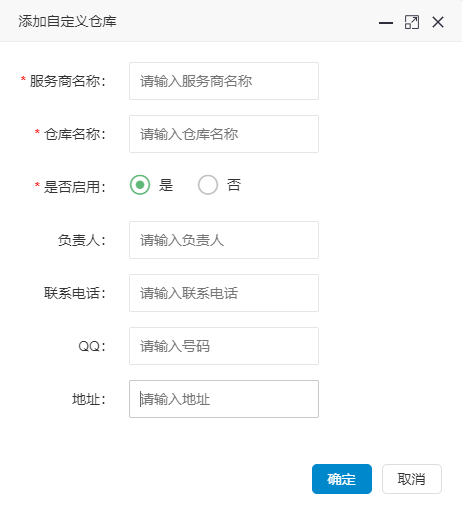 添加自定义仓库
* 服务商名称： 请输入服务商名称
* 仓库名称： 请输入仓库名称
* 是否启用： 是 否
负责人： 请输入负责人
联系电话： 请输入联系电话
QQ： 请输入号码
地址： 请输入地址
确定 取消